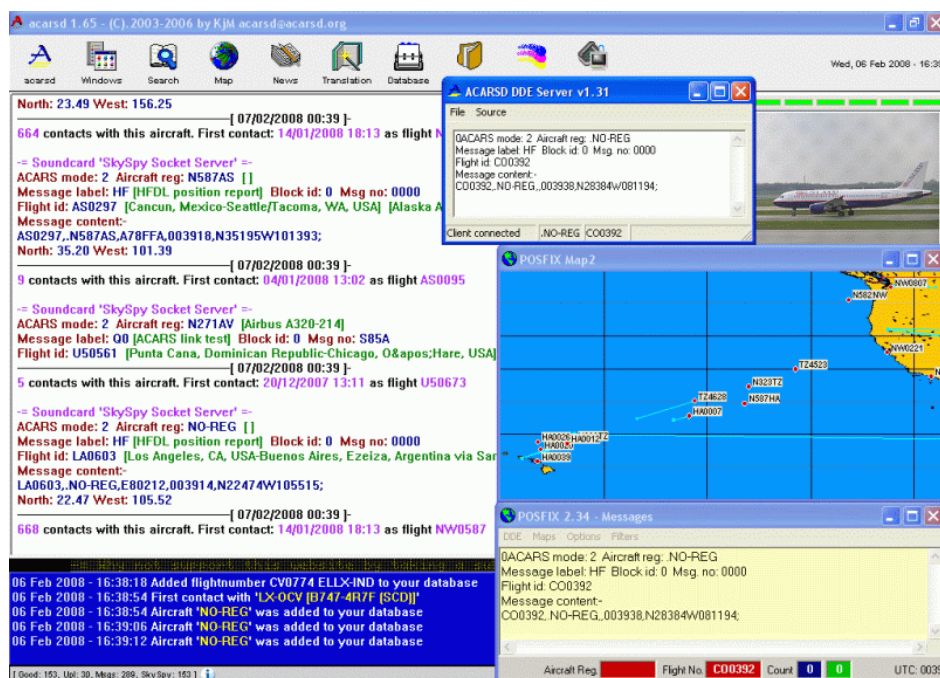 acarsd 1.65 - (C).2003-2006 by KjM acarsd@acarsd.org
acarsd Windows Search Map News Translation Database
Wed, 06 Feb 2008 - 16:39
North: 23.49 West: 156.25
[ 07/02/2008 00:39 ]-
664 contacts with this aircraft. First contact: 14/01/2008 18:13 as flight N
-= Soundcard 'SkySpy Socket Server' =-
ACARS mode: 2 Aircraft reg: N587AS []
Message label: HF [HFDL position report] Block id: 0 Msg no: 0000
Flight id: AS0297 [Cancun, Mexico-Seattle/Tacoma, WA, USA] [Alaska A
Message content:-
AS0297,.N587AS,A78FFA,003918,N35195W101393;
North: 35.20 West: 101.39
[ 07/02/2008 00:39 ]-
9 contacts with this aircraft. First contact: 04/01/2008 13:02 as flight AS0095
-= Soundcard 'SkySpy Socket Server' =-
ACARS mode: 2 Aircraft reg: N271AV [Airbus A320-214]
Message label: Q0 [ACARS link test] Block id: 0 Msg no: S85A
Flight id: U50561 [Punta Cana, Dominican Republic-Chicago, O&apos;Hare, USA]
[ 07/02/2008 00:39 ]-
5 contacts with this aircraft. First contact: 20/12/2007 13:11 as flight U50673
-= Soundcard 'SkySpy Socket Server' =-
ACARS mode: 2 Aircraft reg: NO-REG []
Message label: HF [HFDL position report] Block id: 0 Msg no: 0000
Flight id: LA0603 [Los Angeles, CA, USA-Buenos Aires, Ezeiza, Argentina via San
Message content:-
LA0603,.NO-REG,E80212,003914,N22474W105515;
North: 22.47 West: 105.52
[ 07/02/2008 00:39 ]-
668 contacts with this aircraft. First contact: 14/01/2008 18:13 as flight NW0587
Why not support this website by taking a
06 Feb 2008 - 16:38:18 Added flightnumber CV0774 ELLX-IND to your database
06 Feb 2008 - 16:38:54 First contact with 'LX-OCV [B747-4R7F [SCD]]'
06 Feb 2008 - 16:38:54 Aircraft 'NO-REG' was added to your database
06 Feb 2008 - 16:39:06 Aircraft 'NO-REG' was added to your database
06 Feb 2008 - 16:39:12 Aircraft 'NO-REG' was added to your database
[ Good: 153, Upl: 30, Msgs: 289, SkySpy: 153 ]
ACARSD DDE Server v1.31
File Source
0ACARS mode: 2 Aircraft reg: .NO-REG
Message label: HF Block id: 0 Msg. no: 0000
Flight id: CO0392
Message content:-
CO0392,.NO-REG,,003938,N28384W081194;
Client connected .NO-REG CO0392
POSFIX Map2
NW0807
N582NW
NW0221
TZ4523
N323TZ
N587HA
TZ4628
HA0007
HA0026
HA0012
TZ
HA0039
POSFIX 2.34 - Messages
DDE Maps Options Filters
0ACARS mode: 2 Aircraft reg: .NO-REG
Message label: HF Block id: 0 Msg. no: 0000
Flight id: CO0392
Message content:-
CO0392,.NO-REG,,003938,N28384W081194;
Aircraft Reg. Flight No. CO0392 Count 0 0 UTC: 0039